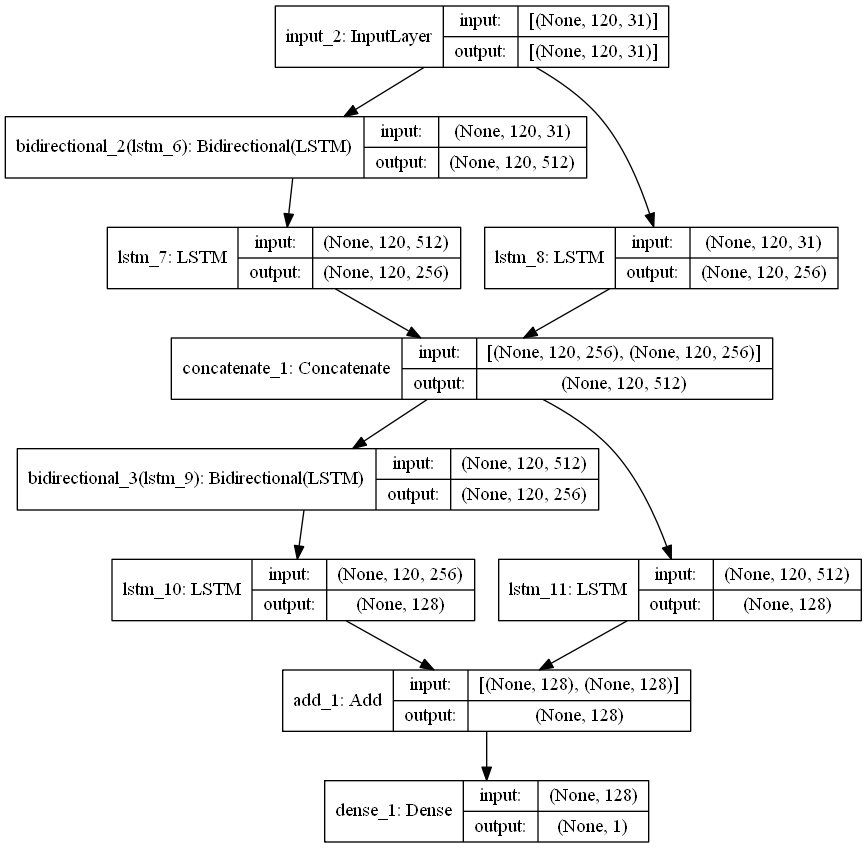 input_2: InputLayer
input: [(None, 120, 31)]
output: [(None, 120, 31)]
bidirectional_2(lstm_6): Bidirectional(LSTM)
input: (None, 120, 31)
output: (None, 120, 512)
lstm_7: LSTM
input: (None, 120, 512)
output: (None, 120, 256)
lstm_8: LSTM
input: (None, 120, 31)
output: (None, 120, 256)
concatenate_1: Concatenate
input: [(None, 120, 256), (None, 120, 256)]
output: (None, 120, 512)
bidirectional_3(lstm_9): Bidirectional(LSTM)
input: (None, 120, 512)
output: (None, 120, 256)
lstm_10: LSTM
input: (None, 120, 256)
output: (None, 128)
lstm_11: LSTM
input: (None, 120, 512)
output: (None, 128)
add_1: Add
input: [(None, 128), (None, 128)]
output: (None, 128)
dense_1: Dense
input: (None, 128)
output: (None, 1)